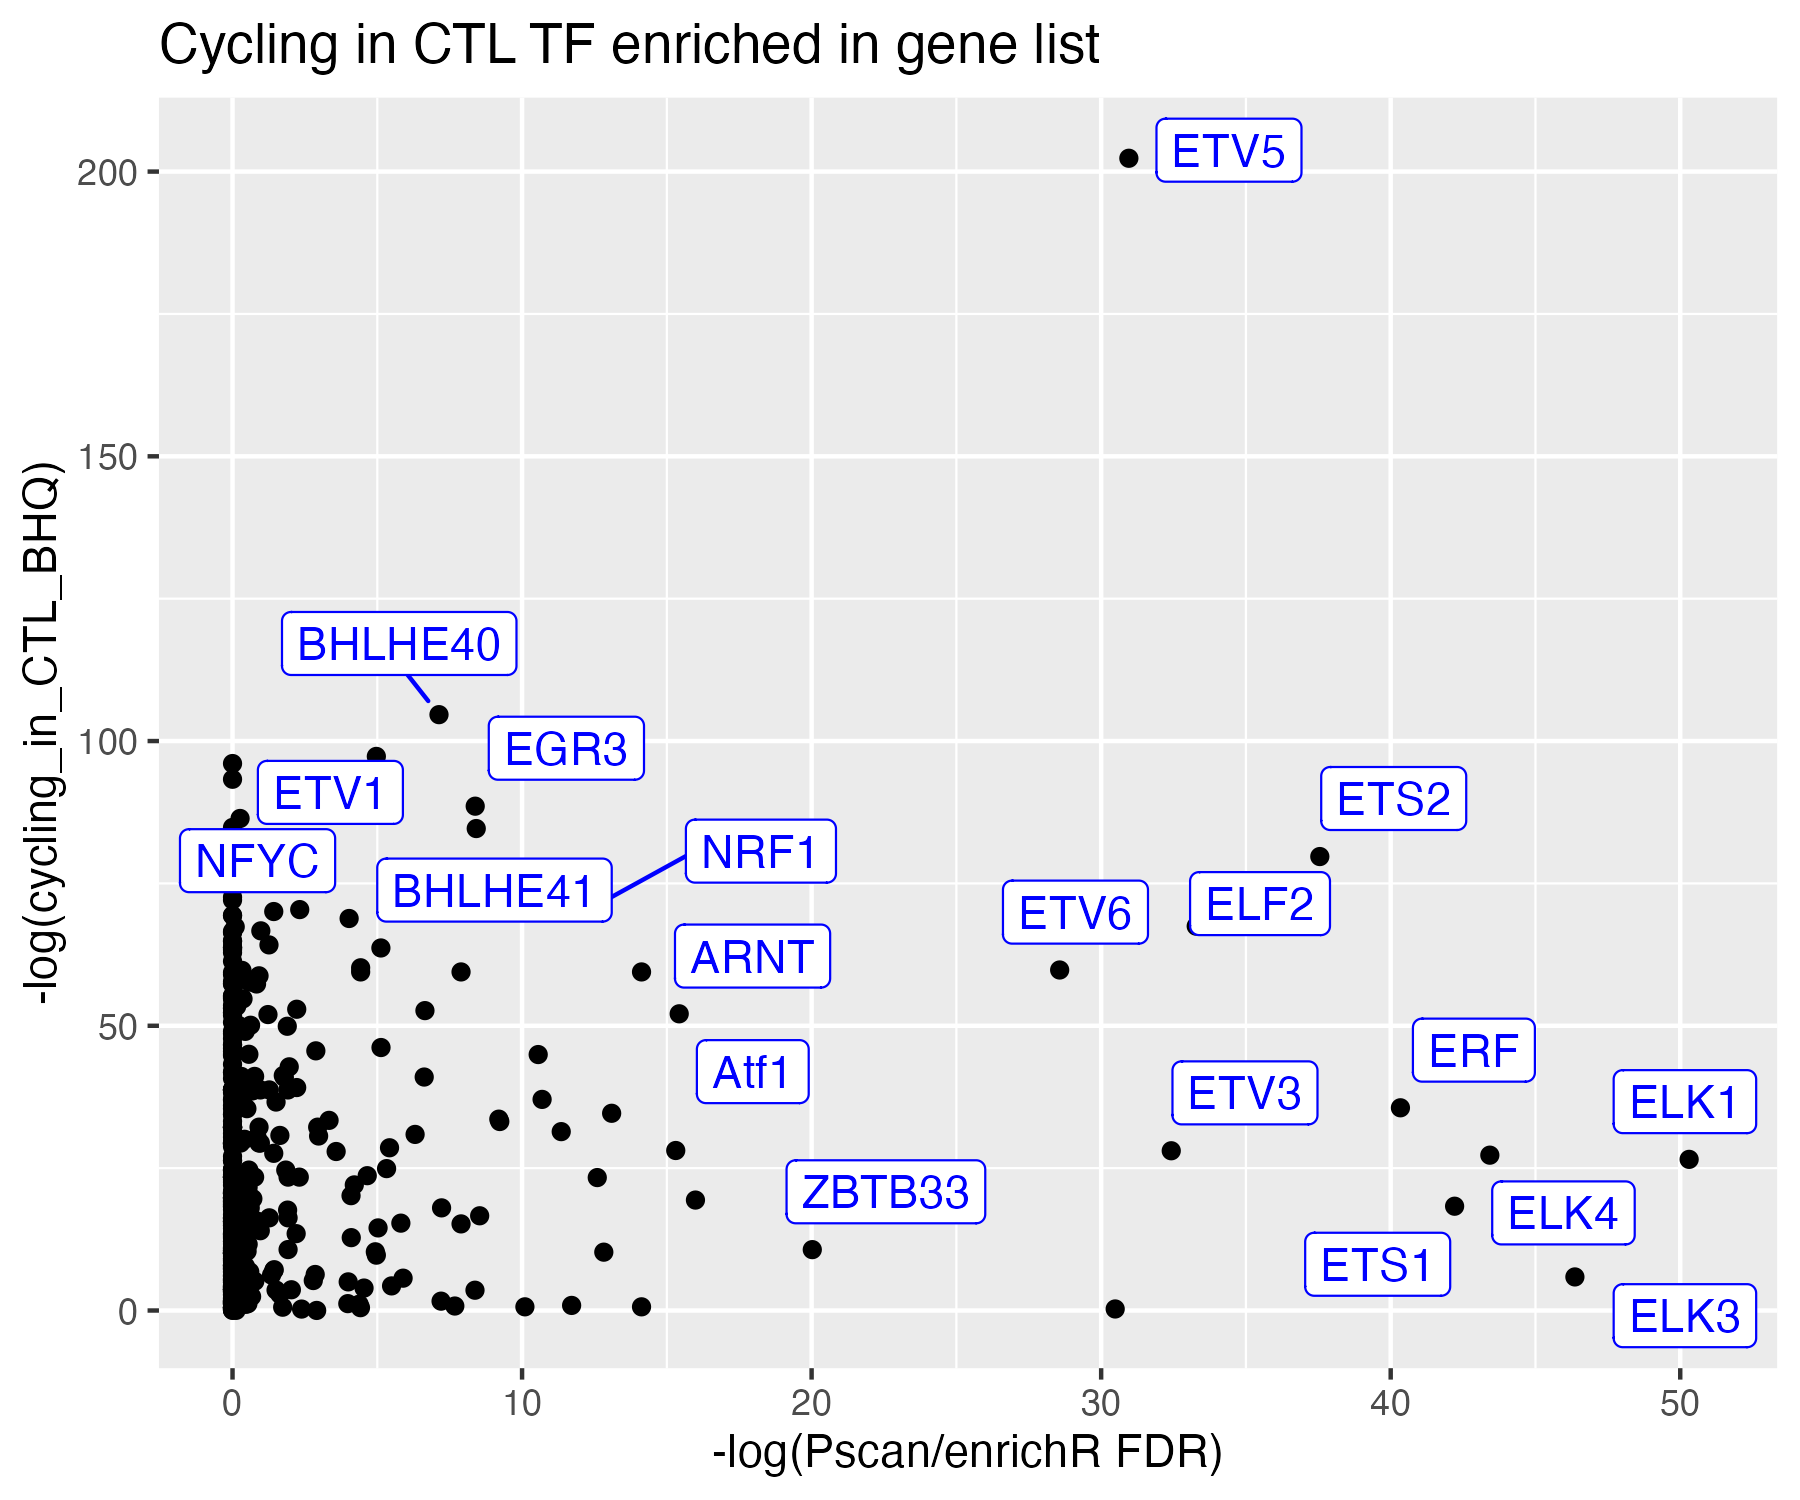 Cycling in CTL TF enriched in gene list
ETV5
200
150
-log(cycling_in_CTL_BHQ)
BHLHE40
EGR3
100
ETV1
ETS2
NRF1
NFYC
BHLHE41
ELF2
ETV6
ARNT
50
ERF
Atf1
ETV3
ELK1
ZBTB33
ELK4
ETS1
0
ELK3
0 10 20 30 40 50
-log(Pscan/enrichR FDR)